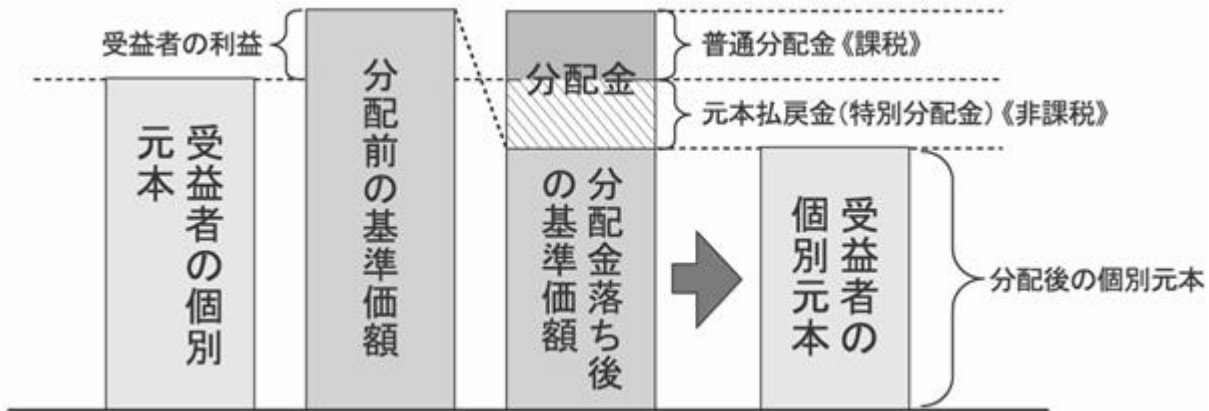 受益者の利益
受益者の個別
元本
分配前の基準価額
分配金
分配金落ち後
の基準価額
普通分配金《課税》
元本払戻金(特別分配金)《非課税》
受益者の
個別元本
分配後の個別元本